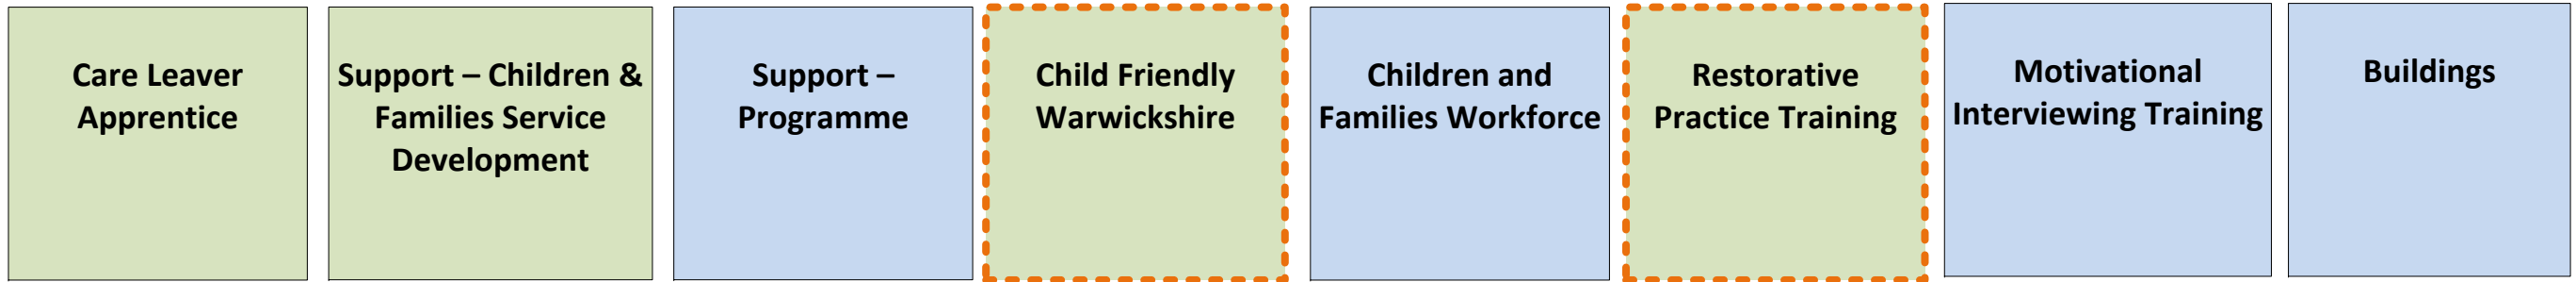 Care Leaver
Apprentice
Support – Children &
Families Service
Development
Support –
Programme
Child Friendly
Warwickshire
Children and
Families Workforce
Restorative
Practice Training
Motivational
Interviewing Training
Buildings